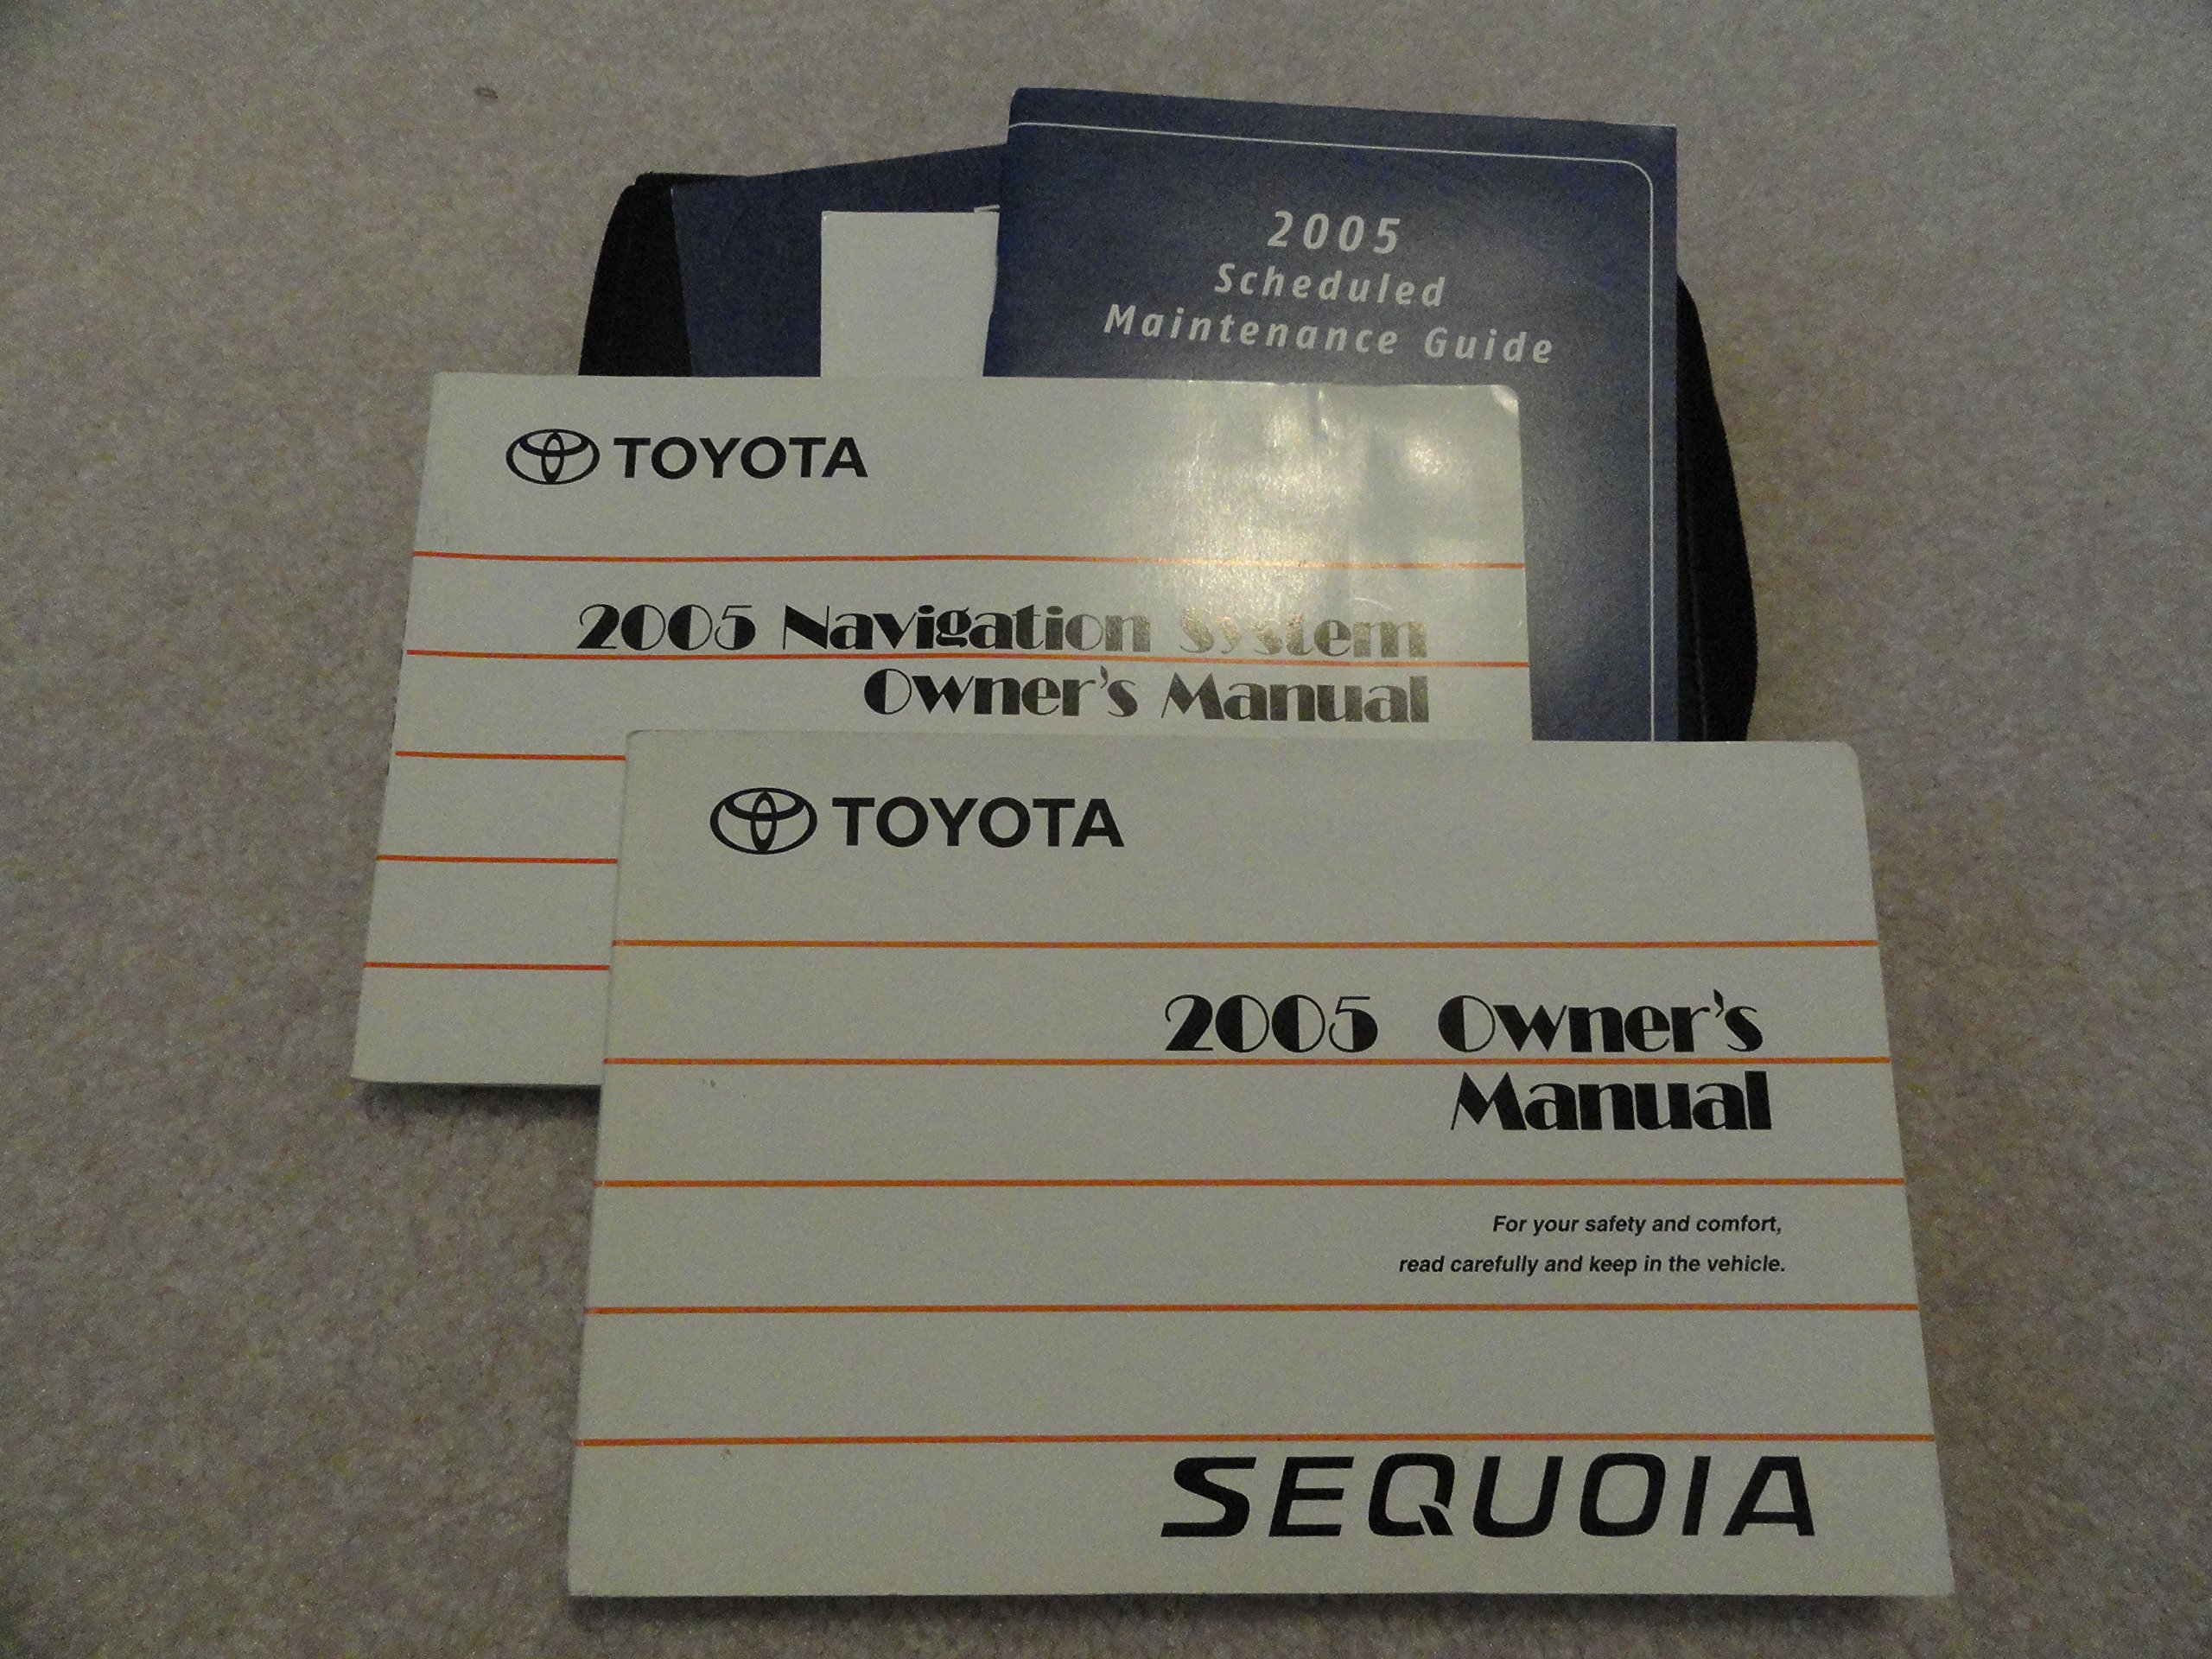 2005
Scheduled
Maintenance Guide
TOYOTA
2005 Navigation System
Owner's Manual
TOYOTA
2005 Owner's
Manual
For your safety and comfort,
read carefully and keep in the vehicle.
SEQUOIA